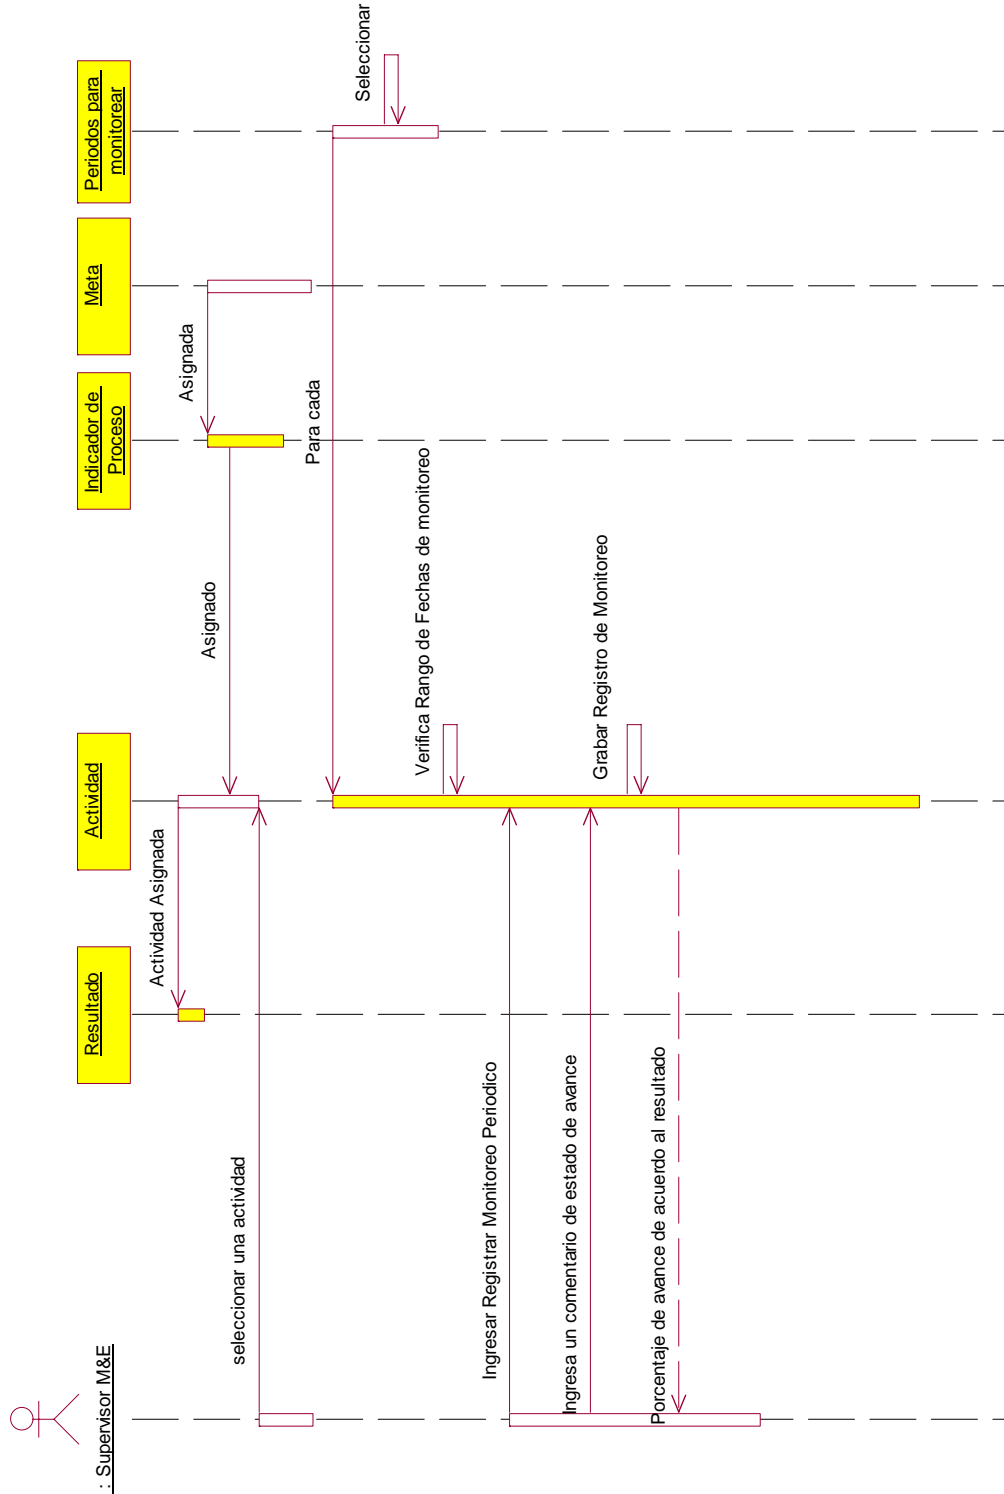 : Supervisor M&E
Resultado
Actividad
Indicador de
Proceso
Meta
Periodos para
monitorear
Actividad Asignada
Asignada
Asignado
seleccionar una actividad
Para cada
Seleccionar
Verifica Rango de Fechas de monitoreo
Ingresar Registrar Monitoreo Periodico
Ingresa un comentario de estado de avance
Grabar Registro de Monitoreo
Porcentaje de avance de acuerdo al resultado